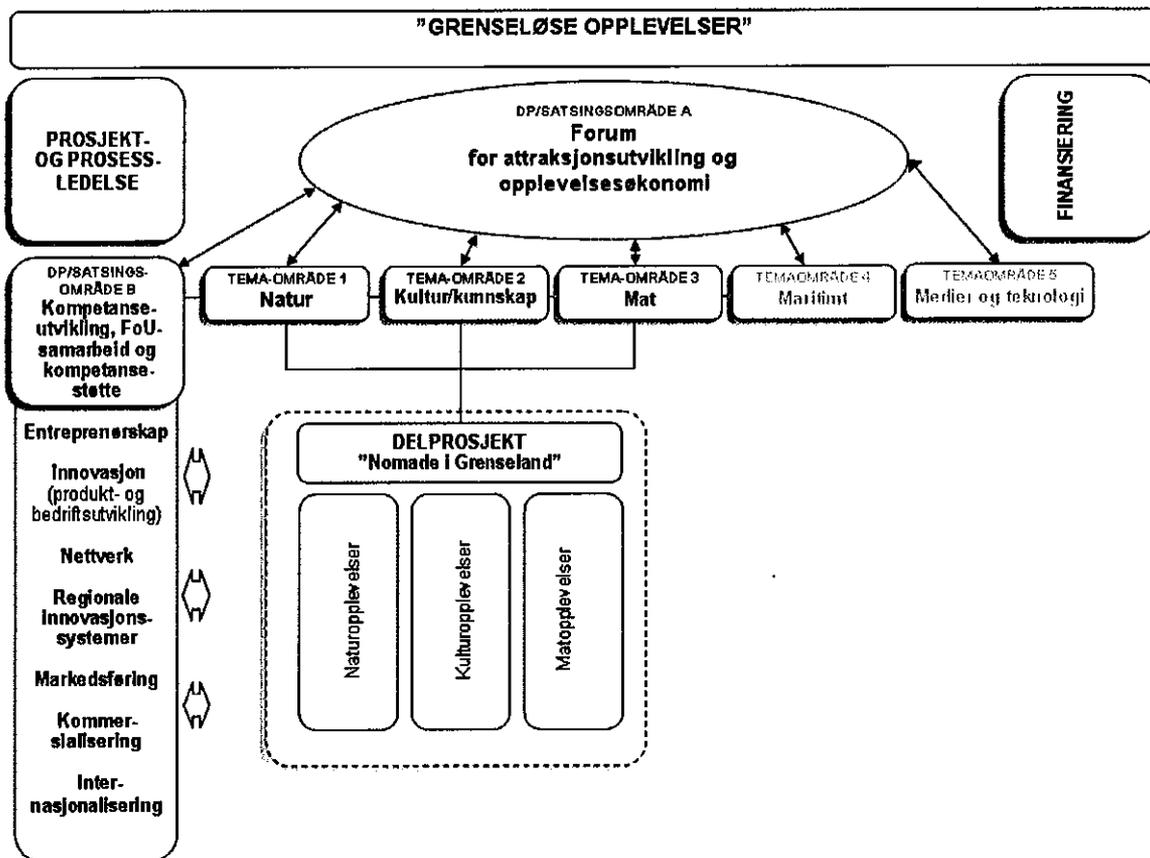 "GRENSELØSE OPPLEVELSER"
PROSJEKT-
OG PROSESS-
LEDELSE
DP/SATSINGSOMRÅDE A
Forum
for attraksjonsutvikling og
opplevelsesøkonomi
FINANSIERING
DP/SATSINGS-
OMRÅDE B
Kompetanse-
utvikling, FoU-
samarbeid og
kompetanse-
støtte
TEMA-OMRÅDE 1
Natur
TEMA-OMRÅDE 2
Kultur/kunnskap
TEMA-OMRÅDE 3
Mat
TEMAOMRÅDE 4
Maritimt
TEMAOMRÅDE 5
Medier og teknologi
Entreprenørskap
Innovasjon
(produkt- og
bedriftsutvikling)
Nettverk
Regionale
innovasjons-
systemer
Markedsføring
Kommer-
sialisering
Inter-
nasjonalisering
DELPROSJEKT
"Nomade i Grenseland"
Naturopplevelser
Kulturopplevelser
Matopplevelser